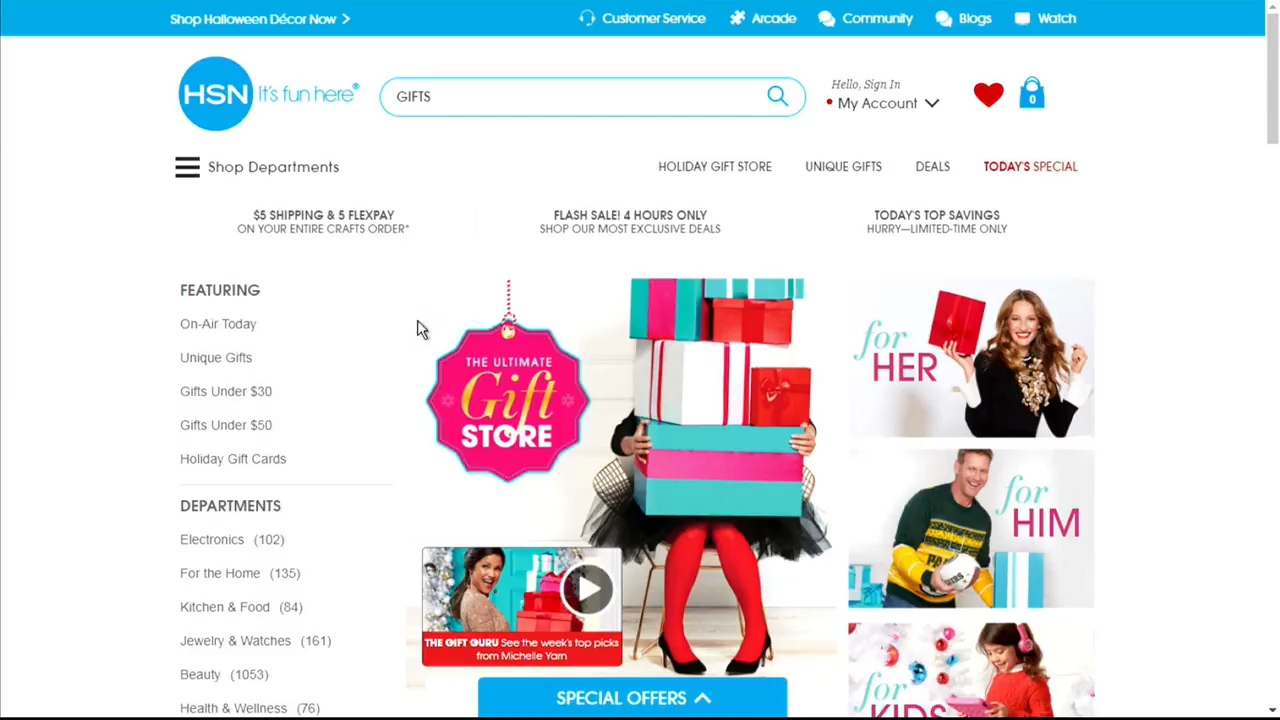 Shop Halloween Décor Now
Customer Service
Arcade
Community
Blogs
Watch
HSN It's fun here®
GIFTS
Hello, Sign In
My Account
0
Shop Departments
HOLIDAY GIFT STORE
UNIQUE GIFTS
DEALS
TODAY'S SPECIAL
$5 SHIPPING & 5 FLEXPAY
ON YOUR ENTIRE CRAFTS ORDER*
FLASH SALE! 4 HOURS ONLY
SHOP OUR MOST EXCLUSIVE DEALS
TODAY'S TOP SAVINGS
HURRY—LIMITED-TIME ONLY
FEATURING
On-Air Today
Unique Gifts
Gifts Under $30
Gifts Under $50
Holiday Gift Cards
DEPARTMENTS
Electronics (102)
For the Home (135)
Kitchen & Food (84)
Jewelry & Watches (161)
Beauty (1053)
Health & Wellness (76)
THE ULTIMATE
Gift
STORE
THE GIFT GURU See the week's top picks
from Michelle Yarn
SPECIAL OFFERS
for
HER
for
HIM
for
KIDS